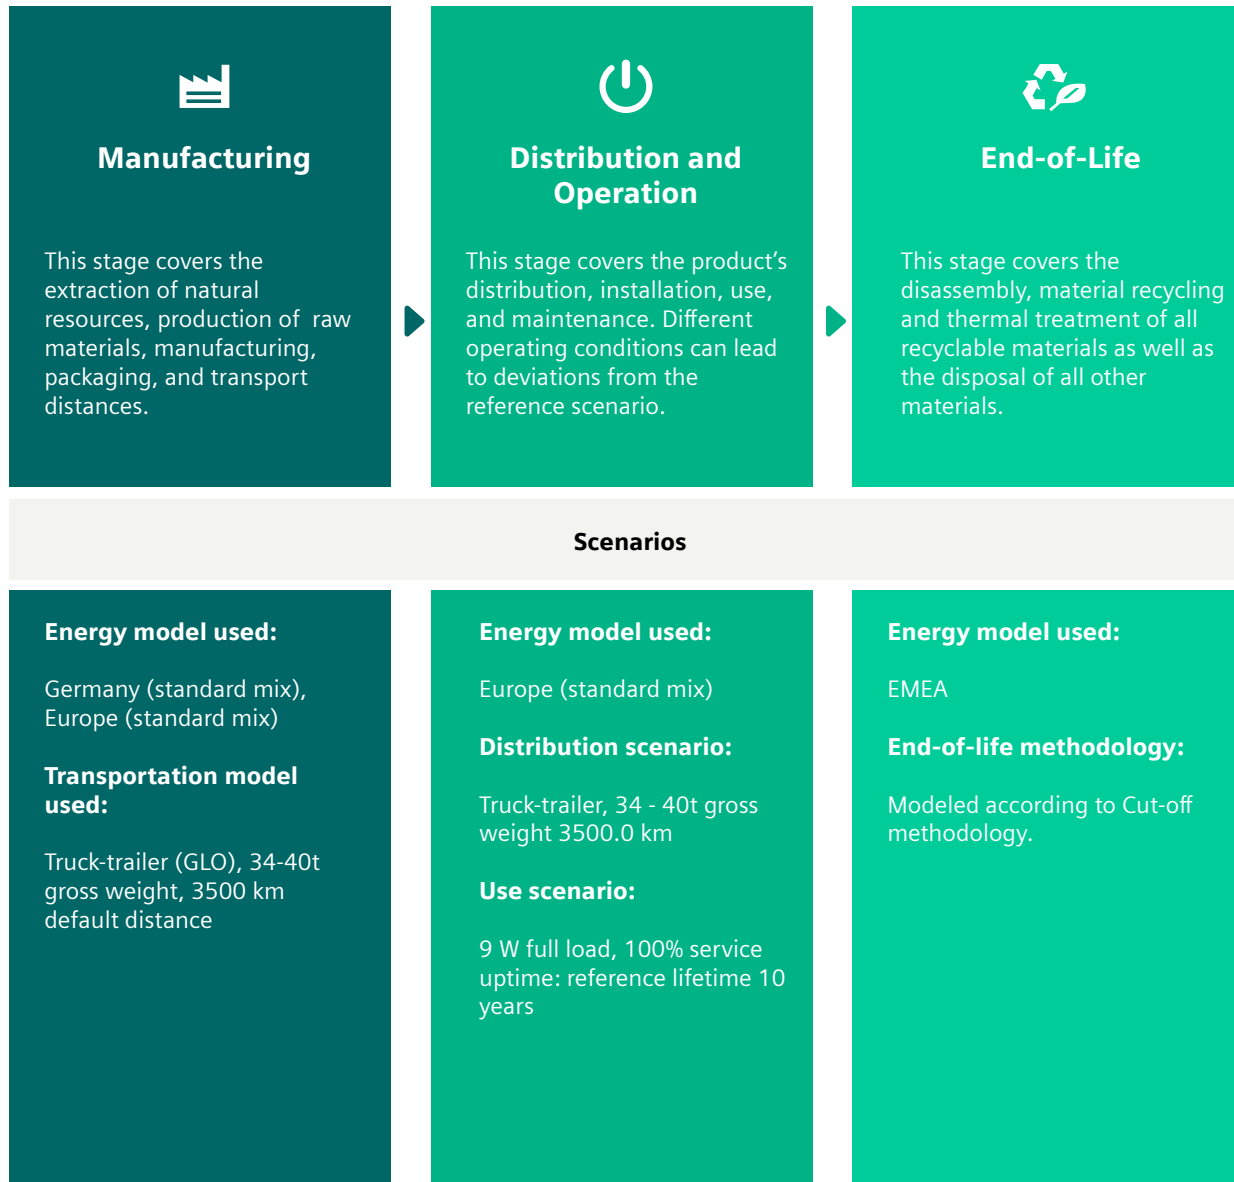 Manufacturing
This stage covers the
extraction of natural
resources, production of  raw
materials, manufacturing,
packaging, and transport
distances.
Distribution and
Operation
This stage covers the product’s
distribution, installation, use,
and maintenance. Different
operating conditions can lead
to deviations from the
reference scenario.
End-of-Life
This stage covers the
disassembly, material recycling
and thermal treatment of all
recyclable materials as well as
the disposal of all other
materials.
Scenarios
Energy model used:
Germany (standard mix),
Europe (standard mix)
Transportation model
used:
Truck-trailer (GLO), 34-40t
gross weight, 3500 km
default distance
Energy model used:
Europe (standard mix)
Distribution scenario:
Truck-trailer, 34 - 40t gross
weight 3500.0 km
Use scenario:
9 W full load, 100% service
uptime: reference lifetime 10
years
Energy model used:
EMEA
End-of-life methodology:
Modeled according to Cut-off
methodology.